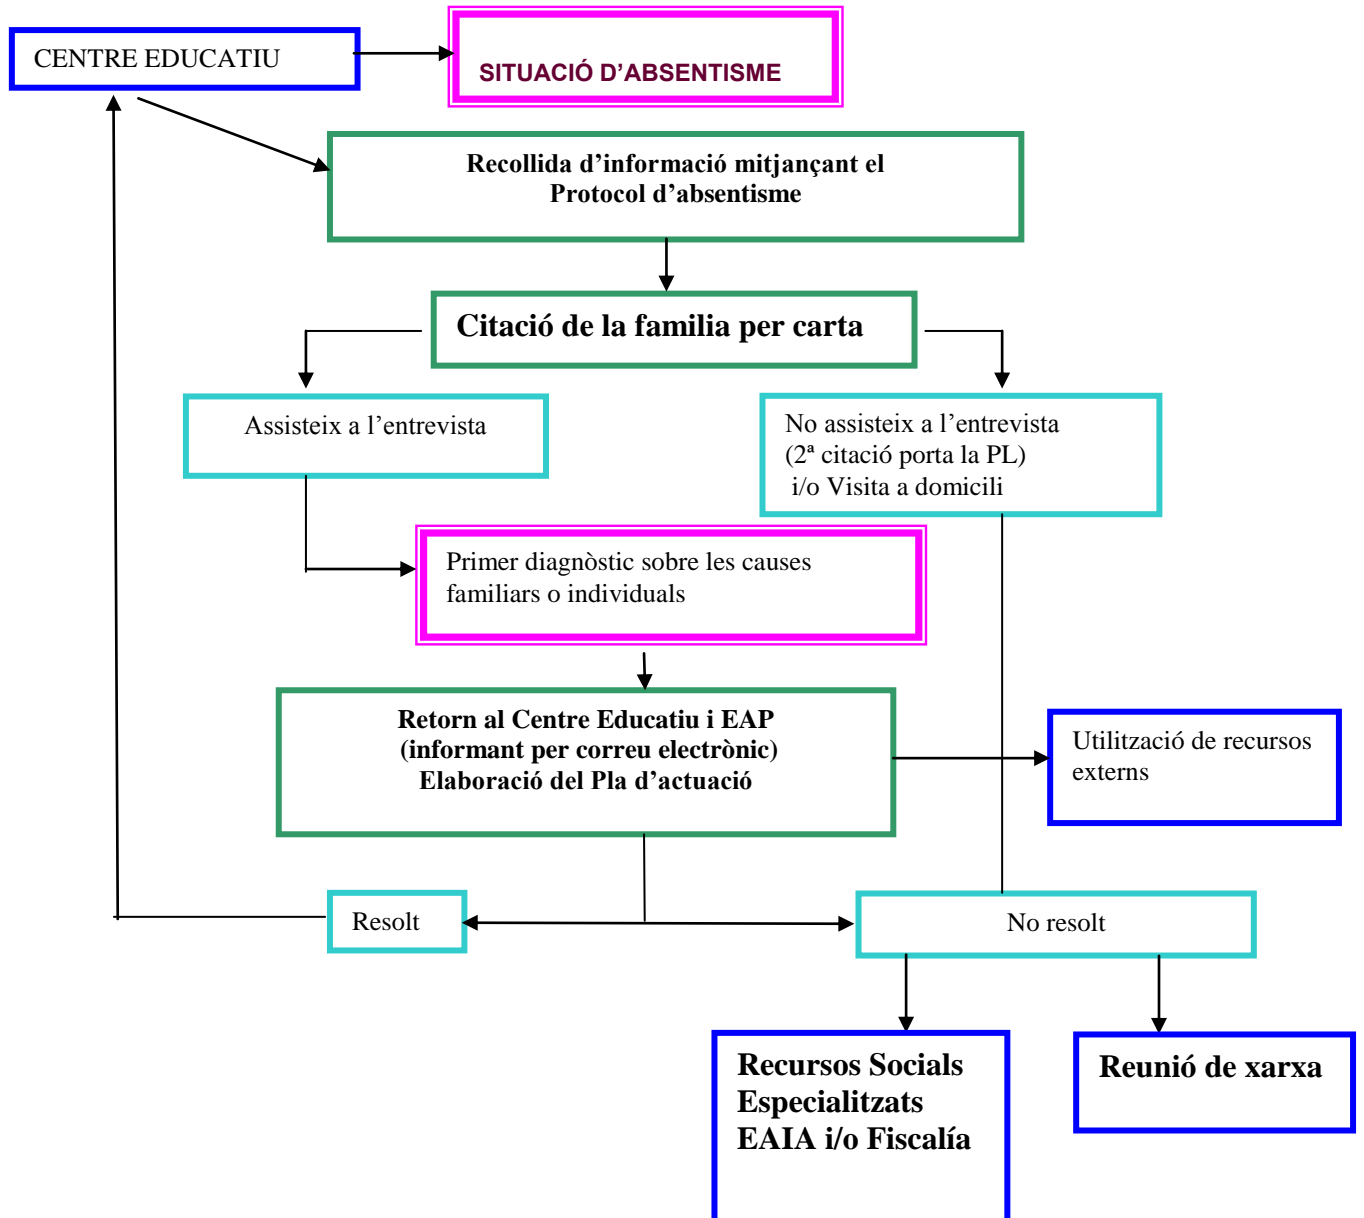 CENTRE EDUCATIU
SITUACIÓ D’ABSENTISME
Recollida d’informació mitjançant el
Protocol d’absentisme
Citació de la familia per carta
Assisteix a l’entrevista
No assisteix a l’entrevista
(2ª citació porta la PL)
i/o Visita a domicili
Primer diagnòstic sobre les causes
familiars o individuals
Retorn al Centre Educatiu i EAP
(informant per correu electrònic)
Elaboració del Pla d’actuació
Utilització de recursos
externs
Resolt
No resolt
Recursos Socials
Especialitzats
EAIA i/o Fiscalía
Reunió de xarxa